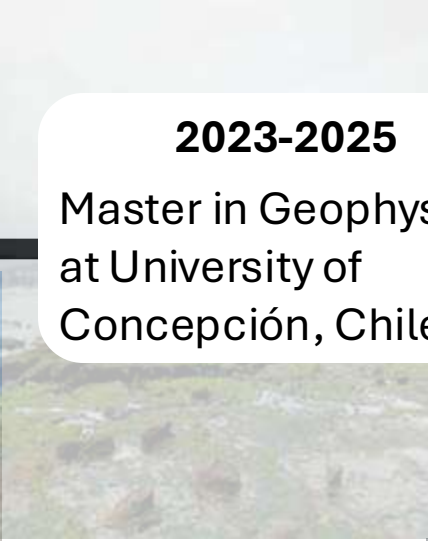 2023-2025
Master in Geophys
at University of
Concepción, Chile